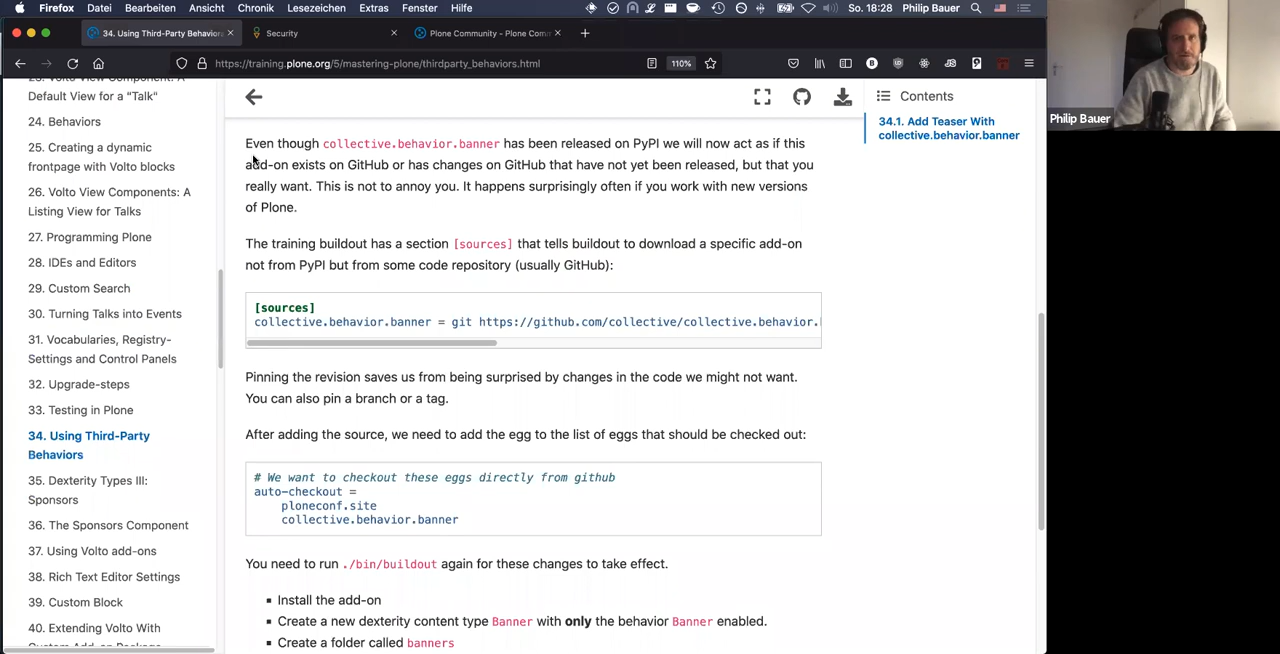 Firefox Datei Bearbeiten Ansicht Chronik Lesezeichen Extras Fenster Hilfe So. 18:28 Philip Bauer
34. Using Third-Party Behaviors
Security
Plone Community - Plone Com
https://training.plone.org/5/mastering-plone/thirdparty_behaviors.html
110%
23. Volto View Component: A
Default View for a “Talk”
24. Behaviors
25. Creating a dynamic
frontpage with Volto blocks
26. Volto View Components: A
Listing View for Talks
27. Programming Plone
28. IDEs and Editors
29. Custom Search
30. Turning Talks into Events
31. Vocabularies, Registry-
Settings and Control Panels
32. Upgrade-steps
33. Testing in Plone
34. Using Third-Party
Behaviors
35. Dexterity Types III:
Sponsors
36. The Sponsors Component
37. Using Volto add-ons
38. Rich Text Editor Settings
39. Custom Block
40. Extending Volto With
Custom Add-on Package
Even though collective.behavior.banner has been released on PyPI we will now act as if this
add-on exists on GitHub or has changes on GitHub that have not yet been released, but that you
really want. This is not to annoy you. It happens surprisingly often if you work with new versions
of Plone.
The training buildout has a section [sources] that tells buildout to download a specific add-on
not from PyPI but from some code repository (usually GitHub):
[sources]
collective.behavior.banner = git https://github.com/collective/collective.behavior.
Pinning the revision saves us from being surprised by changes in the code we might not want.
You can also pin a branch or a tag.
After adding the source, we need to add the egg to the list of eggs that should be checked out:
# We want to checkout these eggs directly from github
auto-checkout =
ploneconf.site
collective.behavior.banner
You need to run ./bin/buildout again for these changes to take effect.
▪ Install the add-on
▪ Create a new dexterity content type Banner with only the behavior Banner enabled.
▪ Create a folder called banners
Contents
34.1. Add Teaser With
collective.behavior.banner
Philip Bauer